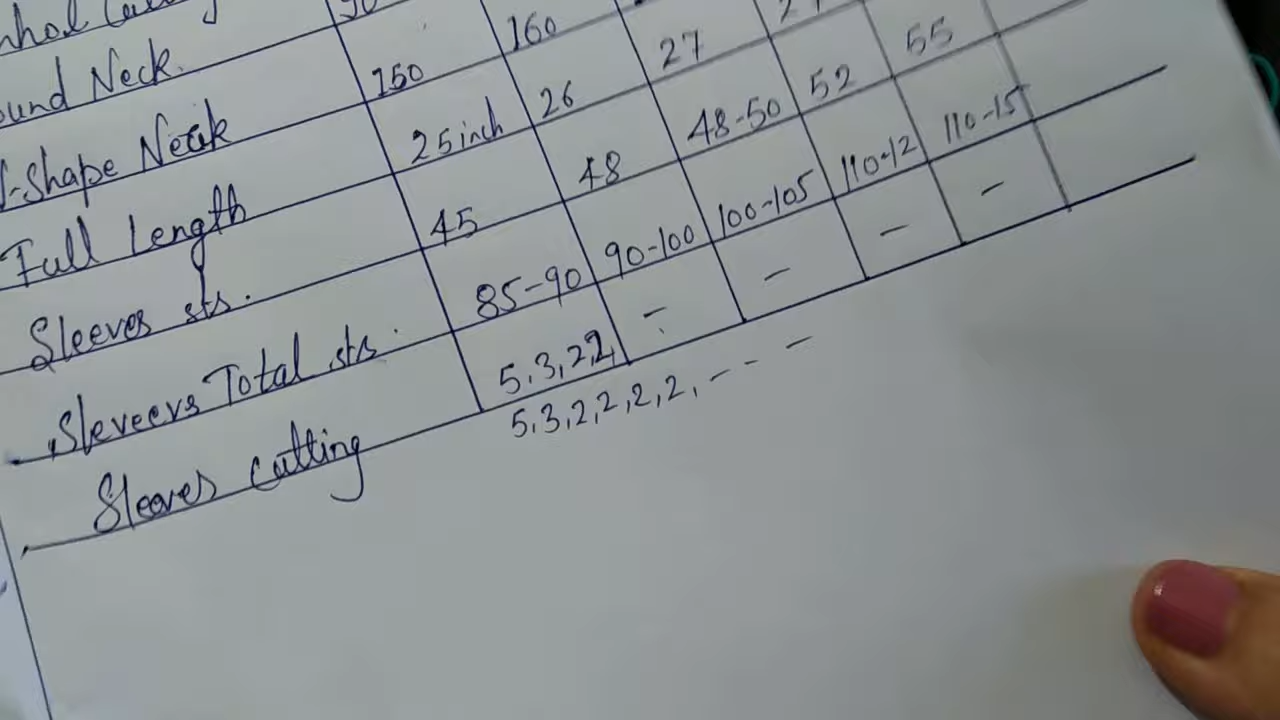 ound Neck.
-Shape Neck 150 160
Full Length 25 inch 26 27
Sleeves sts. 45 48 48-50 52 55
Sleveevs Total sts. 85-90 90-100 100-105 110-12 110-15
Sleeves cutting 5,3,2,2, - - - -
5,3,2,2,2,2, - - -